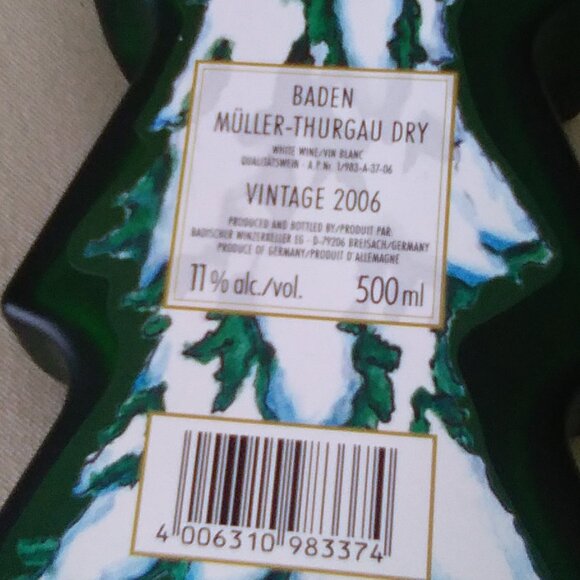 BADEN
MÜLLER-THURGAU DRY
WHITE WINE/VIN BLANC
QUALITÄTSWEIN · A.P.Nr. 1/983-A-37-06
VINTAGE 2006
PRODUCED AND BOTTLED BY/PRODUIT PAR:
BADISCHER WINZERKELLER EG · D-79206 BREISACH/GERMANY
PRODUCE OF GERMANY/PRODUIT D'ALLEMAGNE
11% alc./vol. 500 ml
4 006310 983374